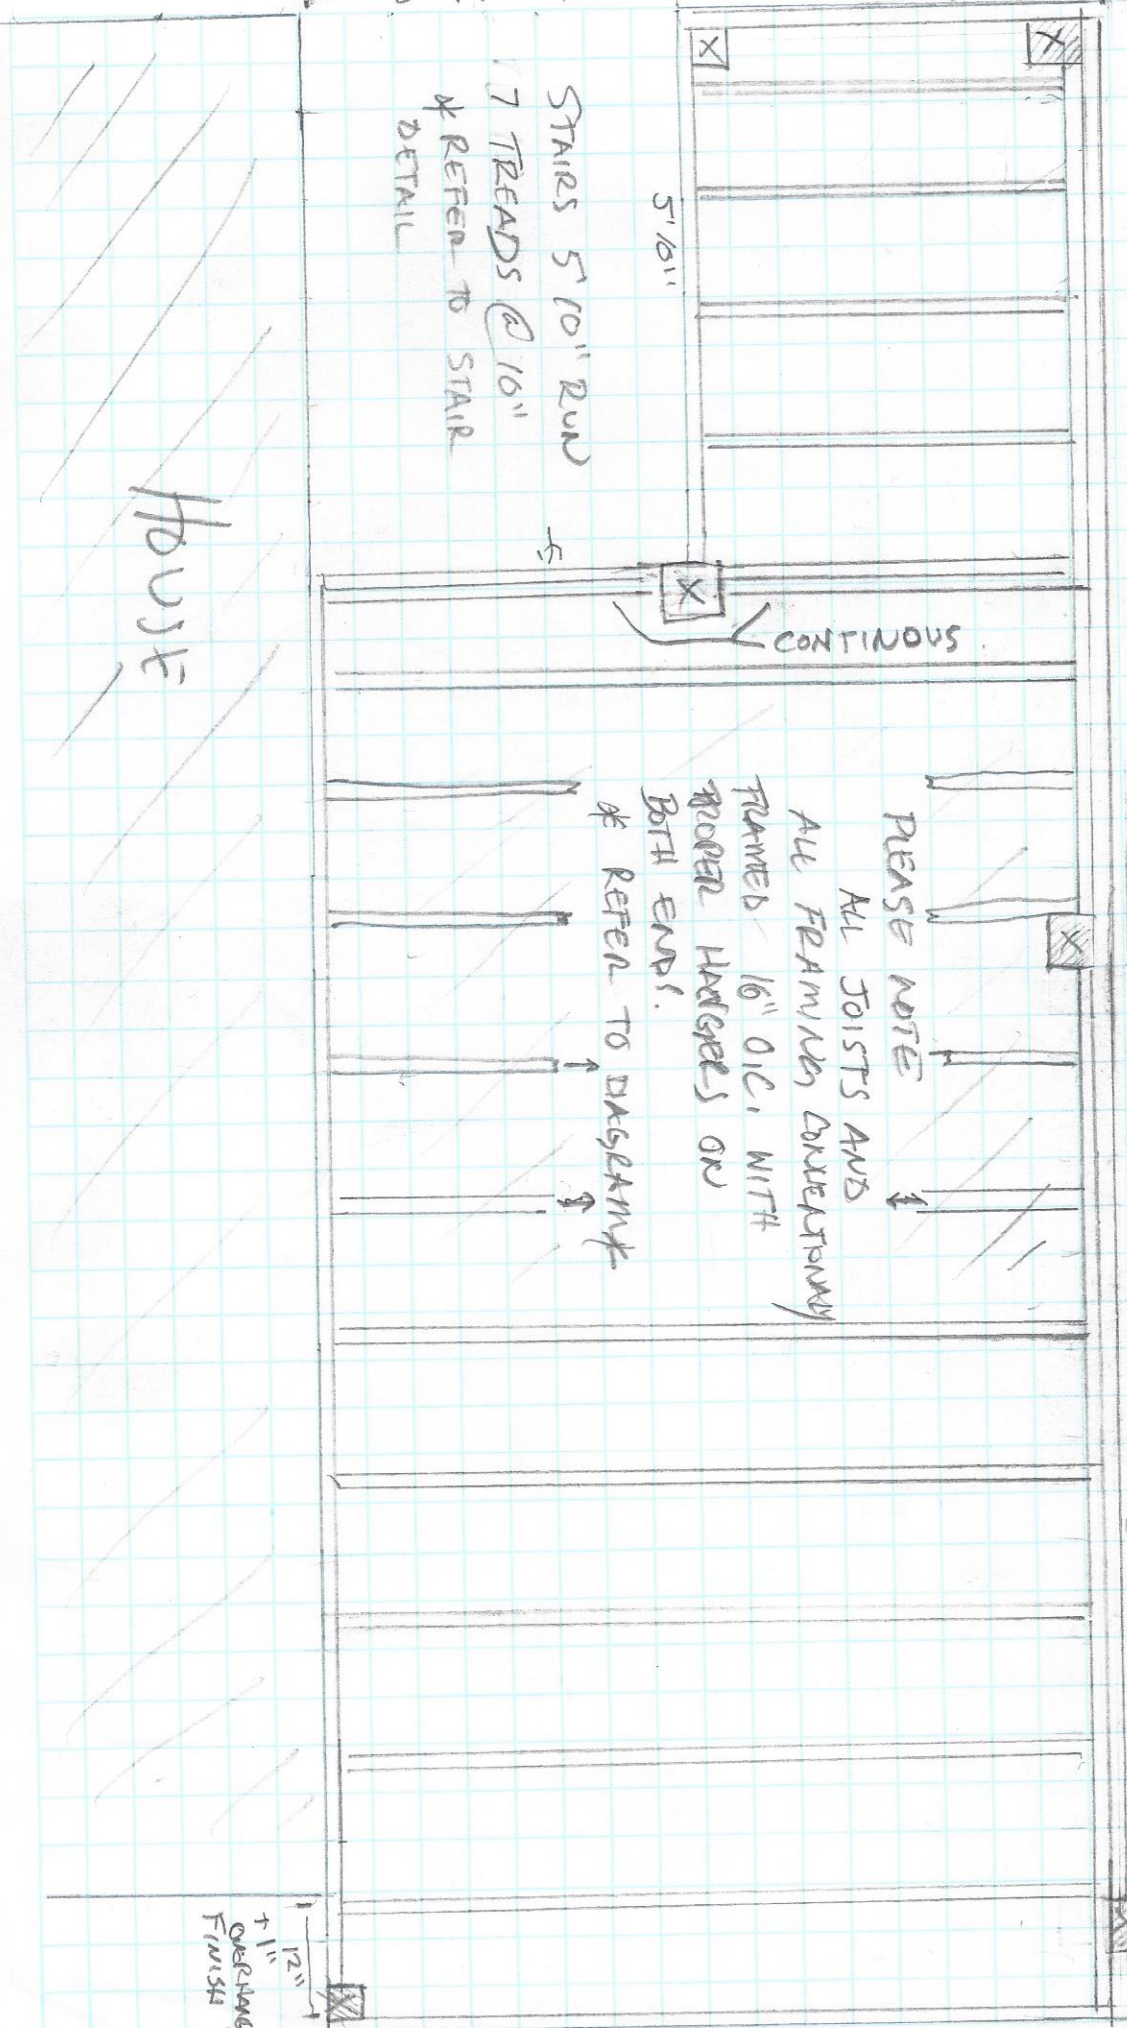 STAIRS 5'10" RUN
7 TREADS @ 10"
* REFER TO STAIR
DETAIL
5'10"
HOUSE
CONTINOUS.
PLEASE NOTE
ALL JOISTS AND
ALL FRAMING CONVENTIONALLY
FRAMED 16" O.C. WITH
PROPER HANGERS ON
BOTH ENDS.
* REFER TO DIAGRAM*
12"
+1"
OVERHANG
FINISH
X
X
X
X
X